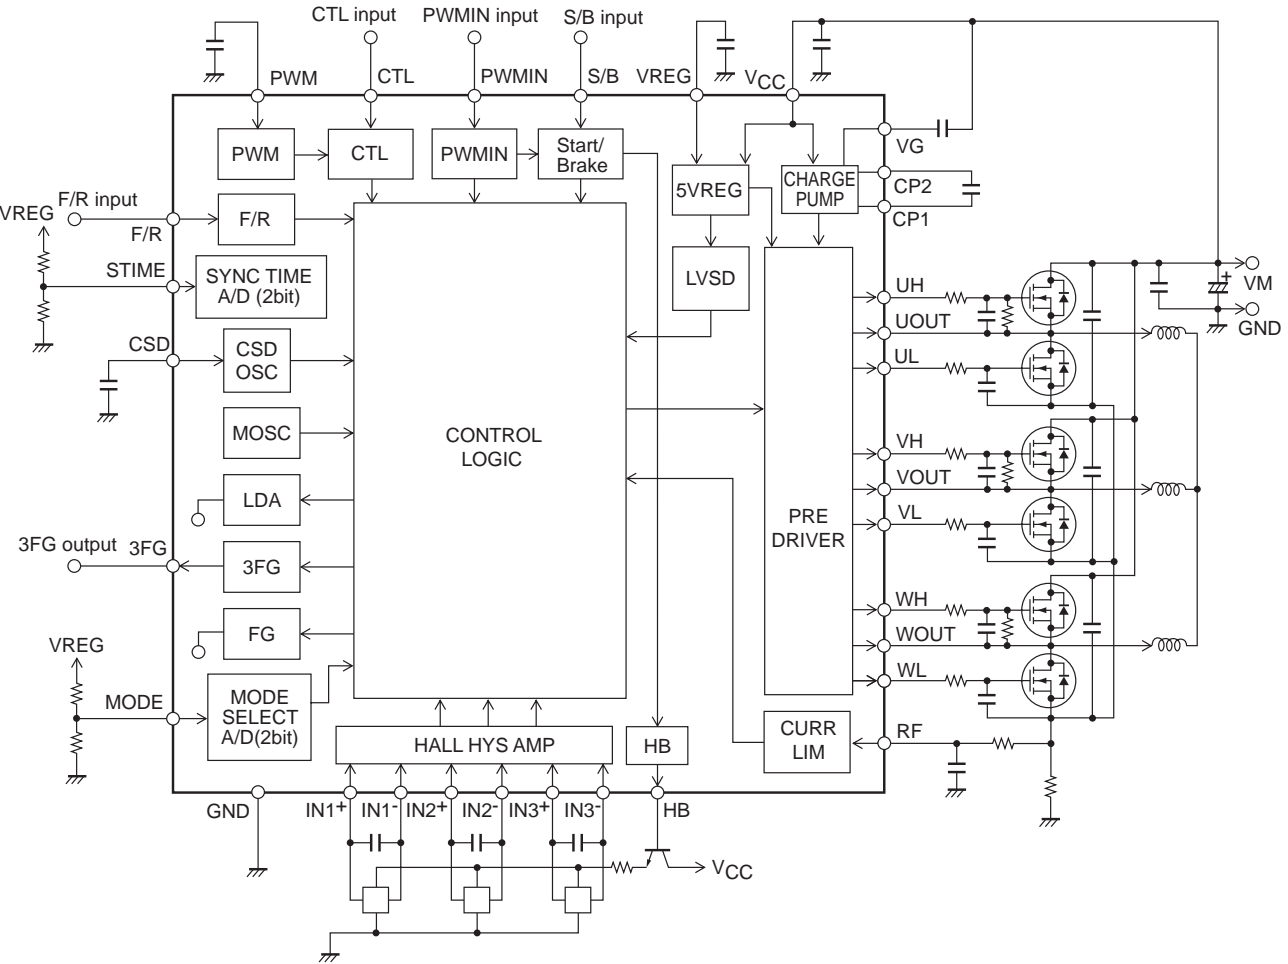 CTL input
PWMIN input
S/B input
PWM
CTL
PWMIN
S/B
VREG
VCC
VG
CP2
CP1
PWM
CTL
PWMIN
Start/
Brake
5VREG
CHARGE
PUMP
F/R input
F/R
VREG
F/R
STIME
SYNC TIME
A/D (2bit)
LVSD
UH
UOUT
UL
VM
GND
CSD
CSD
OSC
MOSC
CONTROL
LOGIC
VH
VOUT
VL
LDA
PRE
DRIVER
3FG output
3FG
3FG
FG
WH
WOUT
WL
VREG
MODE
MODE
SELECT
A/D(2bit)
HALL HYS AMP
HB
CURR
LIM
RF
GND
IN1+
IN1-
IN2+
IN2-
IN3+
IN3-
HB
VCC